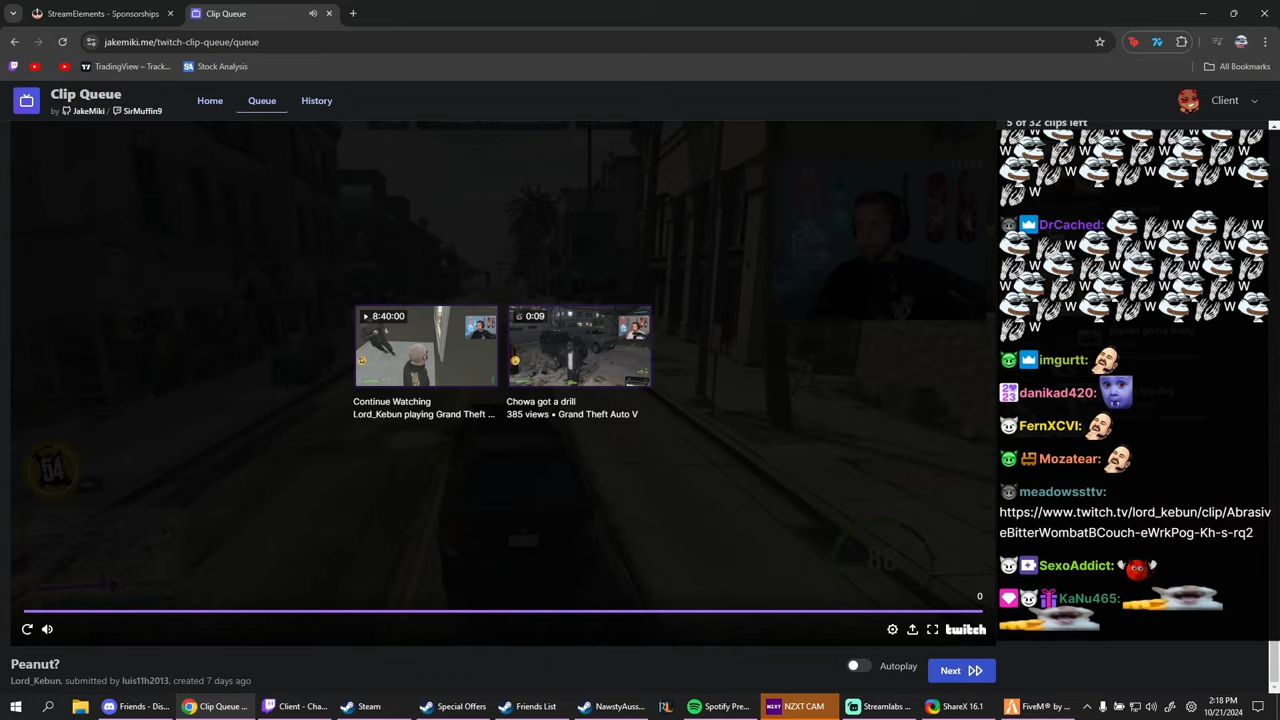 StreamElements - Sponsorships
Clip Queue
jakemiki.me/twitch-clip-queue/queue
TradingView – Track...
Stock Analysis
All Bookmarks
Clip Queue
by JakeMiki / SirMuffin9
Home
Queue
History
Client
5 of 32 clips left
W
DrCached:
W
imgurtt:
danikad420:
FernXCVI:
Mozatear:
meadowssttv:
https://www.twitch.tv/lord_kebun/clip/Abrasiv
eBitterWombatBCouch-eWrkPog-Kh-s-rq2
SexoAddict:
KaNu465:
8:40:00
0:09
Continue Watching
Lord_Kebun playing Grand Theft ...
Chowa got a drill
385 views • Grand Theft Auto V
54
86
0
twitch
Peanut?
Lord_Kebun, submitted by luis11h2013, created 7 days ago
Autoplay
Next
Friends - Dis...
Clip Queue ...
Client - Cha...
Steam
Special Offers
Friends List
NawstyAuss...
Spotify Pre...
NZXT CAM
Streamlabs ...
ShareX 16.1
FiveM® by ...
2:18 PM
10/21/2024